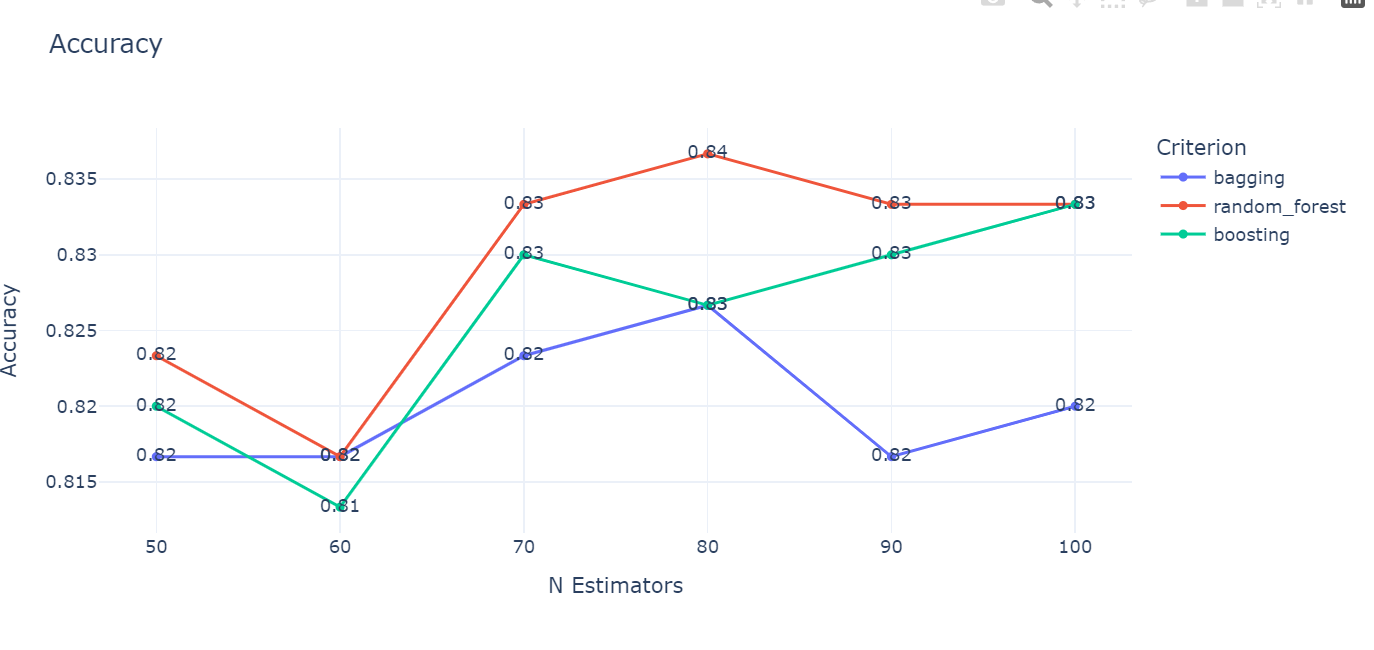 Accuracy
Criterion
bagging
random_forest
boosting
Accuracy
0.835
0.83
0.825
0.82
0.815
0.84
0.83 0.83 0.83
0.83 0.83
0.83
0.82 0.82
0.82 0.82
0.82 0.82 0.82
0.81
50 60 70 80 90 100
N Estimators